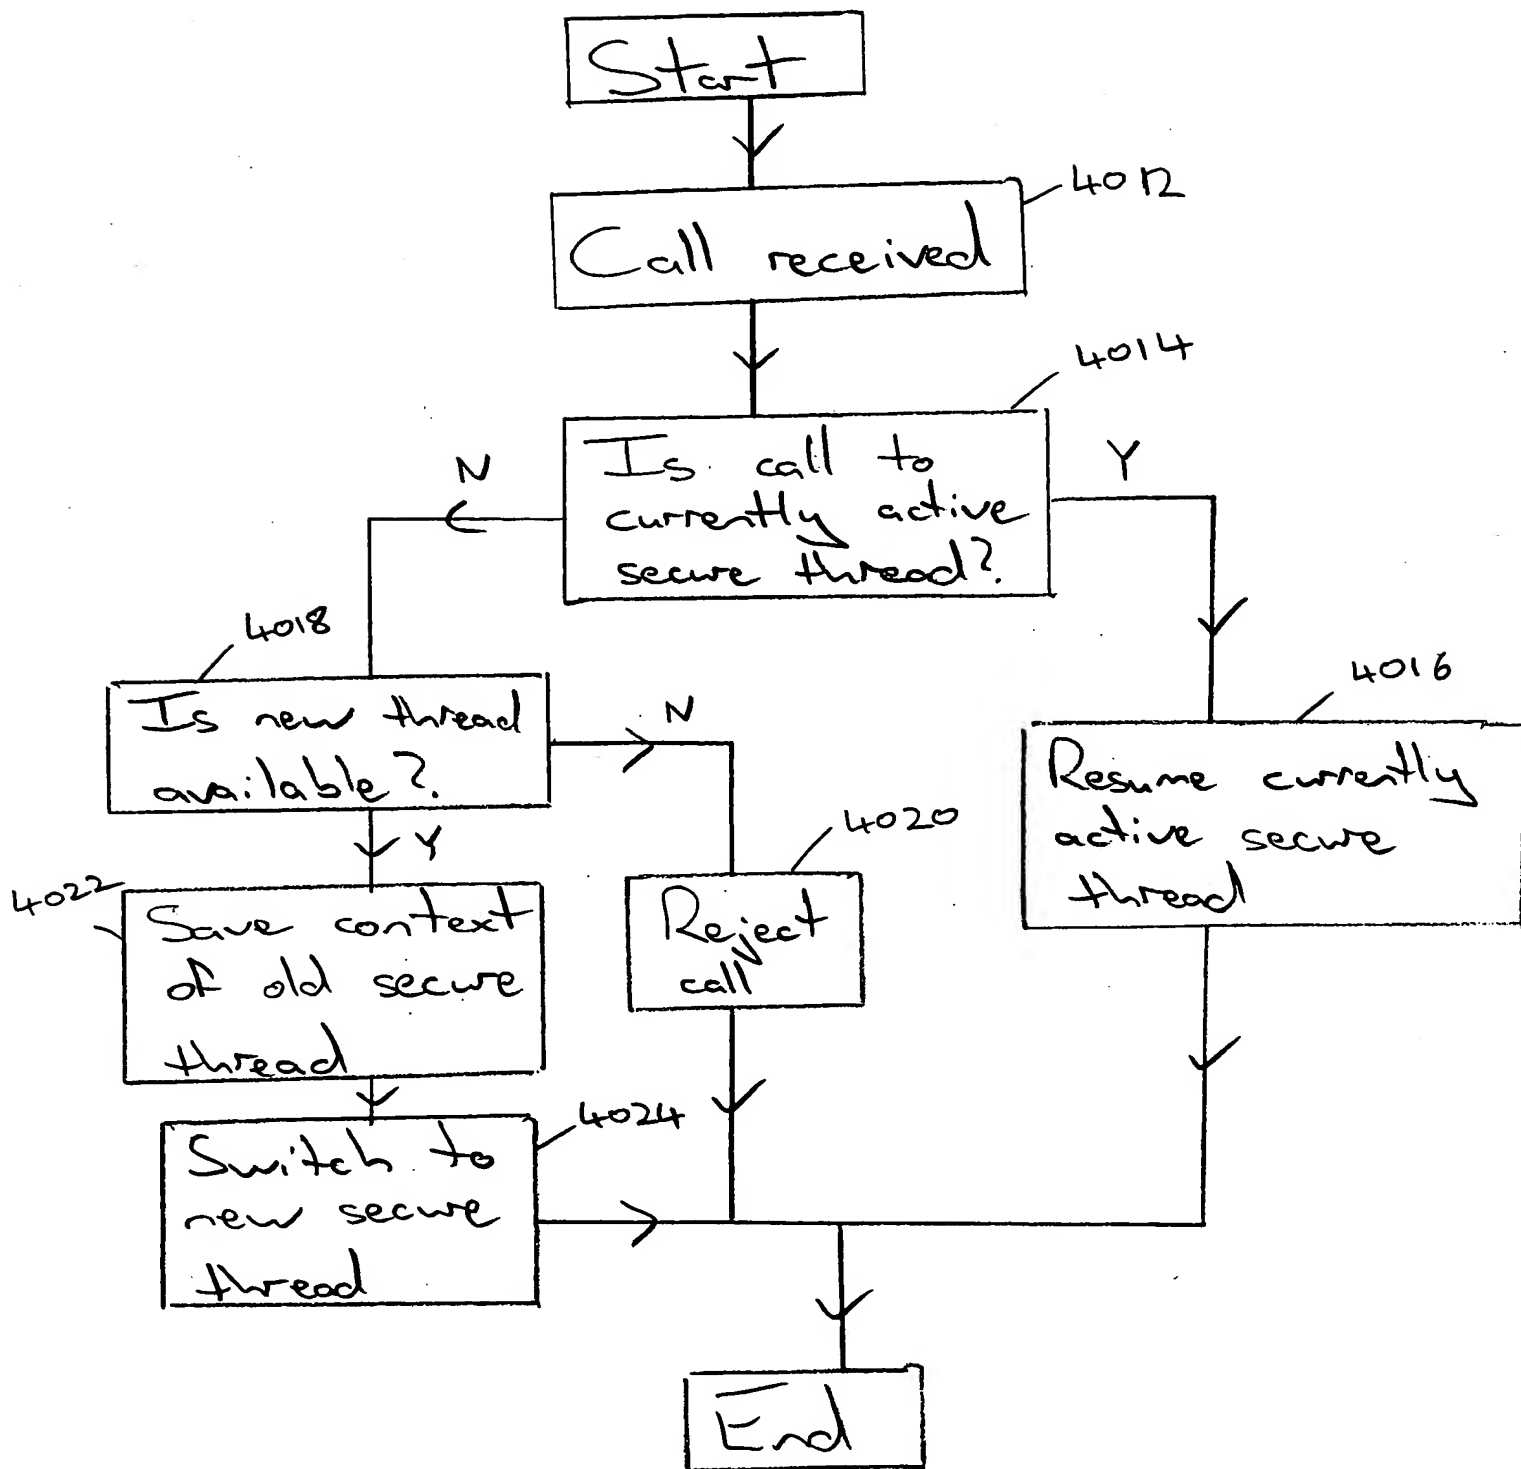 Start
4012
Call received
4014
N
Is call to
Y
currently active
secure thread?
4018
4016
Is new thread
N
available?
Resume currently
active secure
thread
4020
Y
4022
Save context
of old secure
thread
Reject
call
4024
Switch to
new secure
thread
End